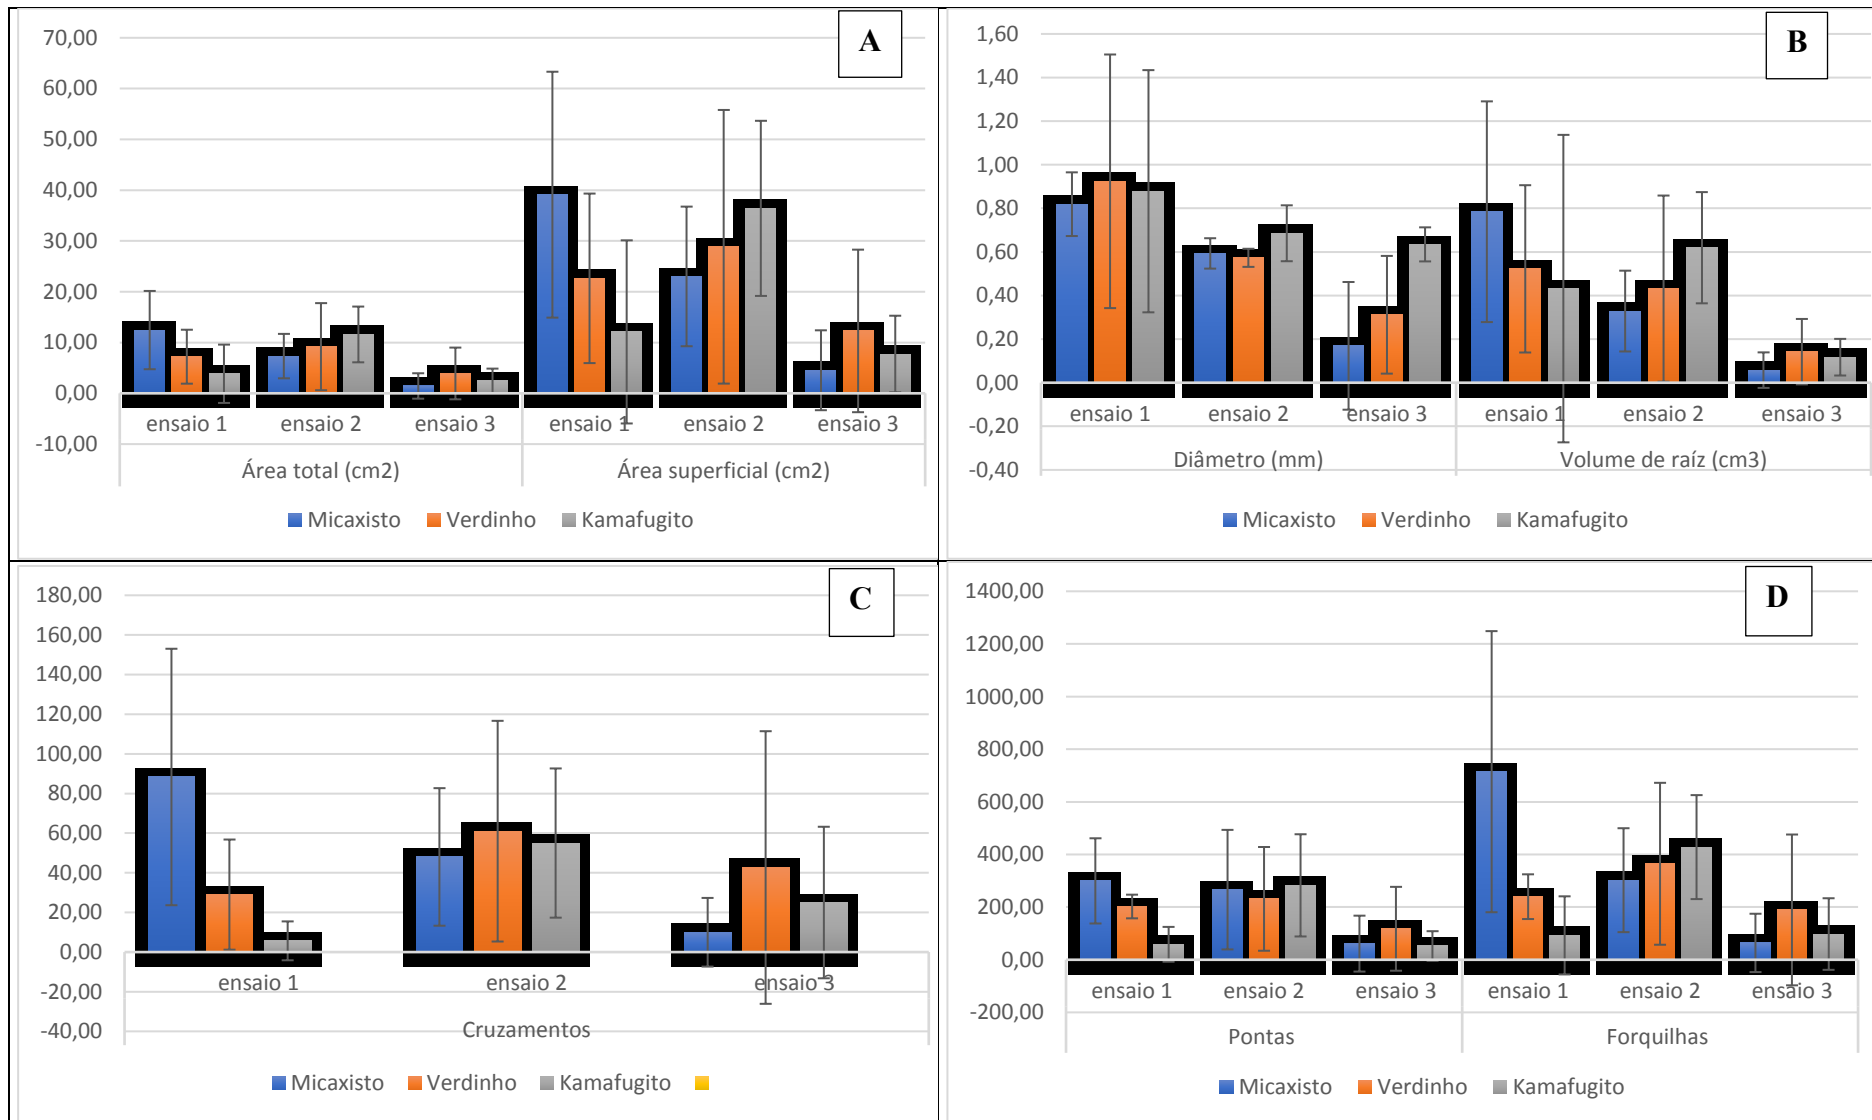 A
70,00
60,00
50,00
40,00
30,00
20,00
10,00
0,00
-10,00
ensaio 1 ensaio 2 ensaio 3 ensaio 1 ensaio 2 ensaio 3
Área total (cm2) Área superficial (cm2)
Micaxisto Verdinho Kamafugito
B
1,60
1,40
1,20
1,00
0,80
0,60
0,40
0,20
0,00
-0,20
-0,40
ensaio 1 ensaio 2 ensaio 3 ensaio 1 ensaio 2 ensaio 3
Diâmetro (mm) Volume de raíz (cm3)
Micaxisto Verdinho Kamafugito
C
180,00
160,00
140,00
120,00
100,00
80,00
60,00
40,00
20,00
0,00
-20,00
-40,00
ensaio 1 ensaio 2 ensaio 3
Cruzamentos
Micaxisto Verdinho Kamafugito
D
1400,00
1200,00
1000,00
800,00
600,00
400,00
200,00
0,00
-200,00
ensaio 1 ensaio 2 ensaio 3 ensaio 1 ensaio 2 ensaio 3
Pontas Forquilhas
Micaxisto Verdinho Kamafugito